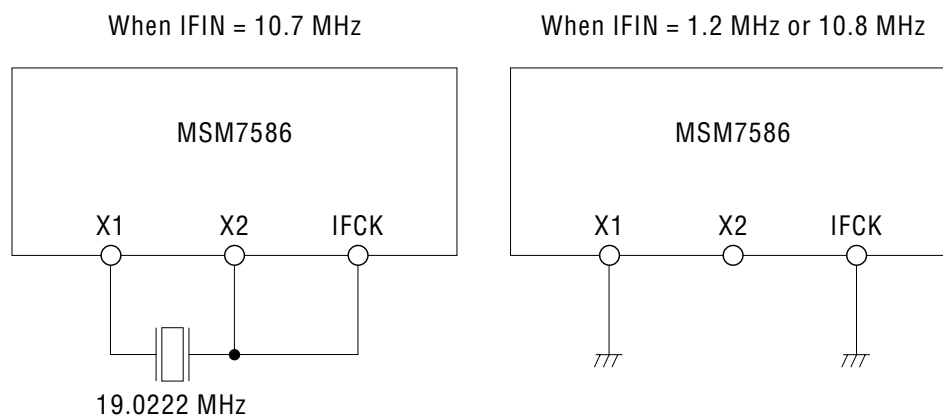 When IFIN = 10.7 MHz
MSM7586
X1 X2 IFCK
19.0222 MHz
When IFIN = 1.2 MHz or 10.8 MHz
MSM7586
X1 X2 IFCK